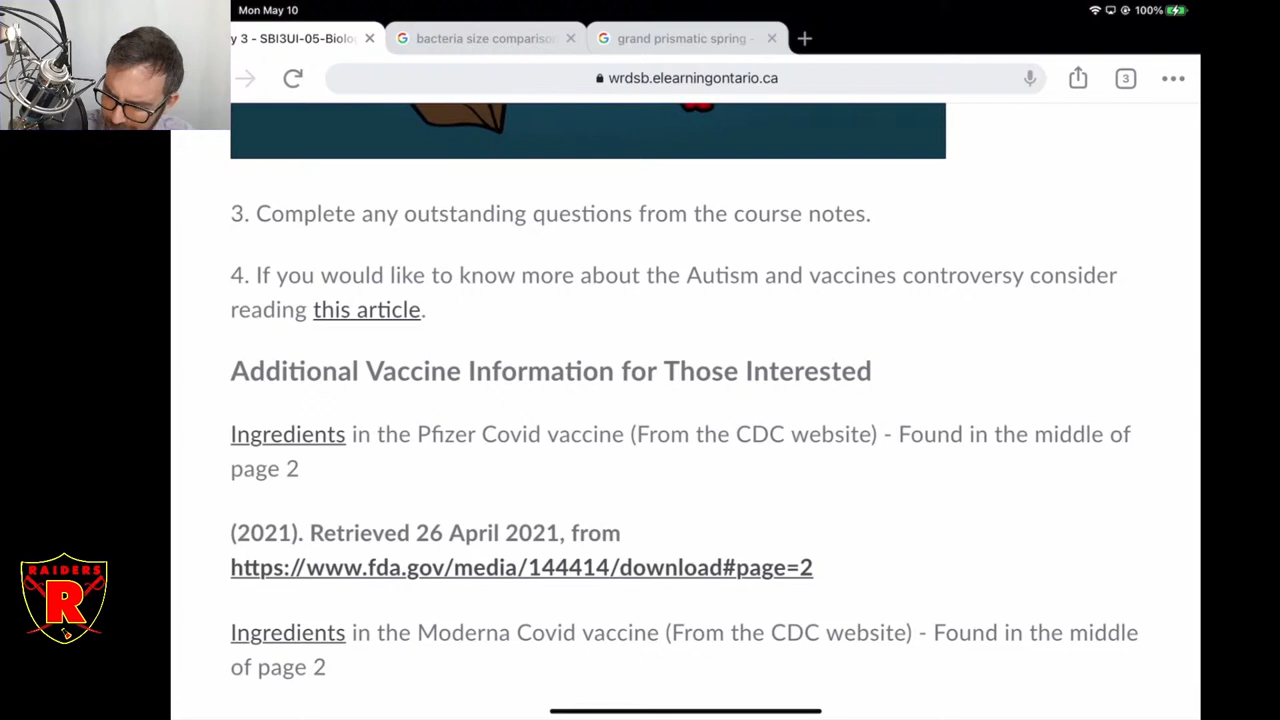 Mon May 10
100%
y 3 - SBI3UI-05-Biolo
bacteria size compariso
grand prismatic spring -
wrdsb.elearningontario.ca
3
3. Complete any outstanding questions from the course notes.
4. If you would like to know more about the Autism and vaccines controversy consider
reading this article.
Additional Vaccine Information for Those Interested
Ingredients in the Pfizer Covid vaccine (From the CDC website) - Found in the middle of
page 2
(2021). Retrieved 26 April 2021, from
https://www.fda.gov/media/144414/download#page=2
Ingredients in the Moderna Covid vaccine (From the CDC website) - Found in the middle
of page 2
RAIDERS
R